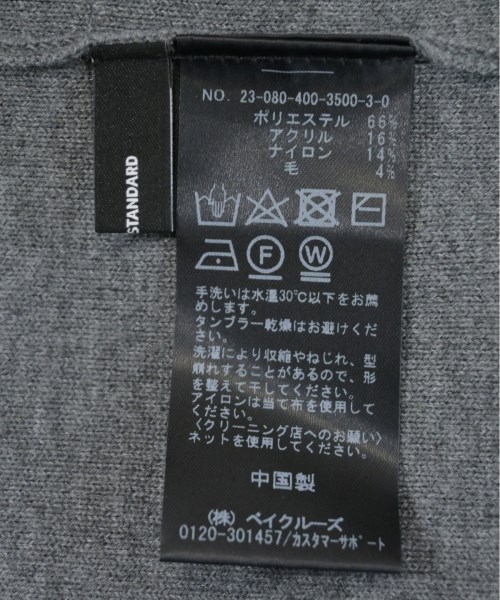 STANDARD
NO. 23-080-400-3500-3-0
ポリエステル 66%
アクリル 16%
ナイロン 14%
毛 4%
F W
手洗いは水温30℃以下をお薦
めします。
タンブラー乾燥はお避けくだ
さい。
洗濯により収縮やねじれ、型
崩れすることがあるので、形
を整えて干してください。
アイロンは当て布を使用して
ください。
〈クリーニング店へのお願い〉
ネットを使用してください。
中国製
(株) ベイクルーズ
0120-301457/カスタマーサポート